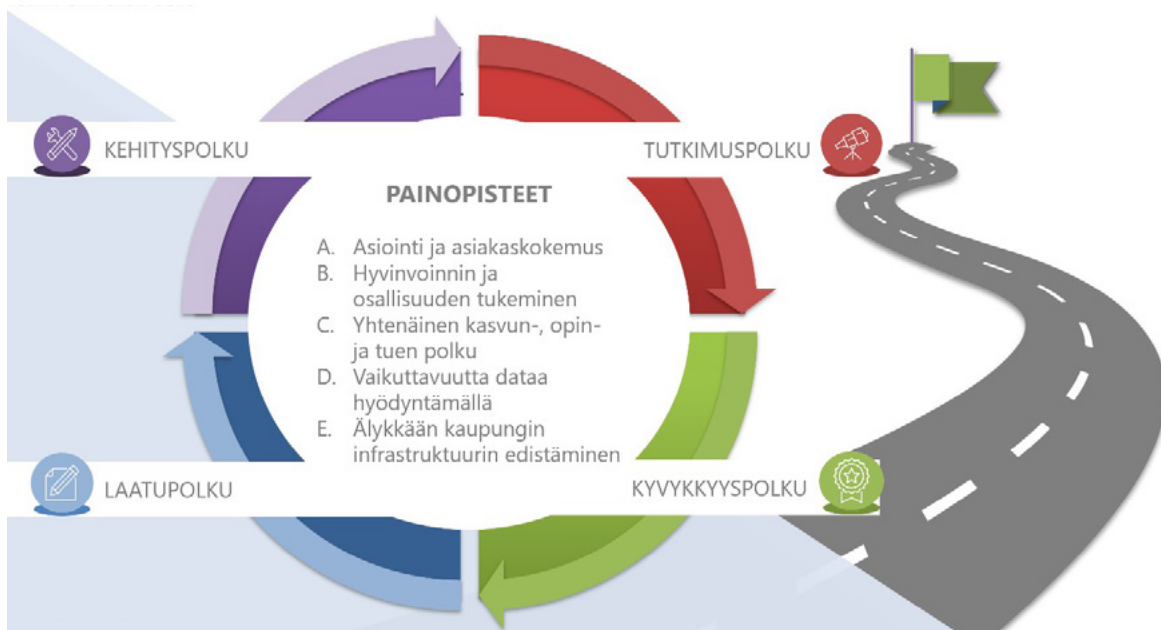 KEHITYSPOLKU
TUTKIMUSPOLKU
PAINOPISTEET
A. Asiointi ja asiakaskokemus
B. Hyvinvoinnin ja
osallisuuden tukeminen
C. Yhtenäinen kasvun-, opin-
ja tuen polku
D. Vaikuttavuutta dataa
hyödyntämällä
E. Älykkään kaupungin
infrastruktuurin edistäminen
LAATUPOLKU
KYVYKKYYSPOLKU